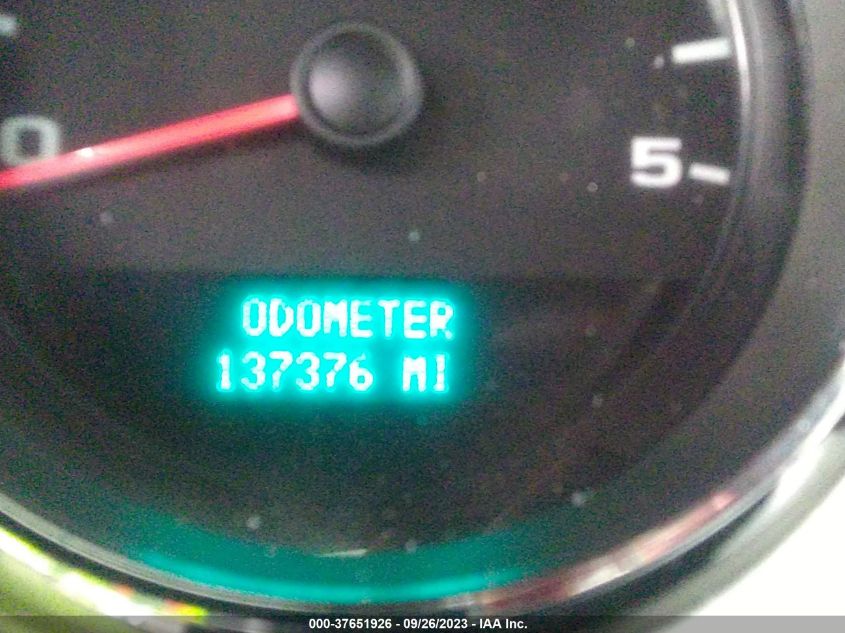 0
5
ODOMETER
137376 MI
000-37651926 - 09/26/2023 - IAA Inc.